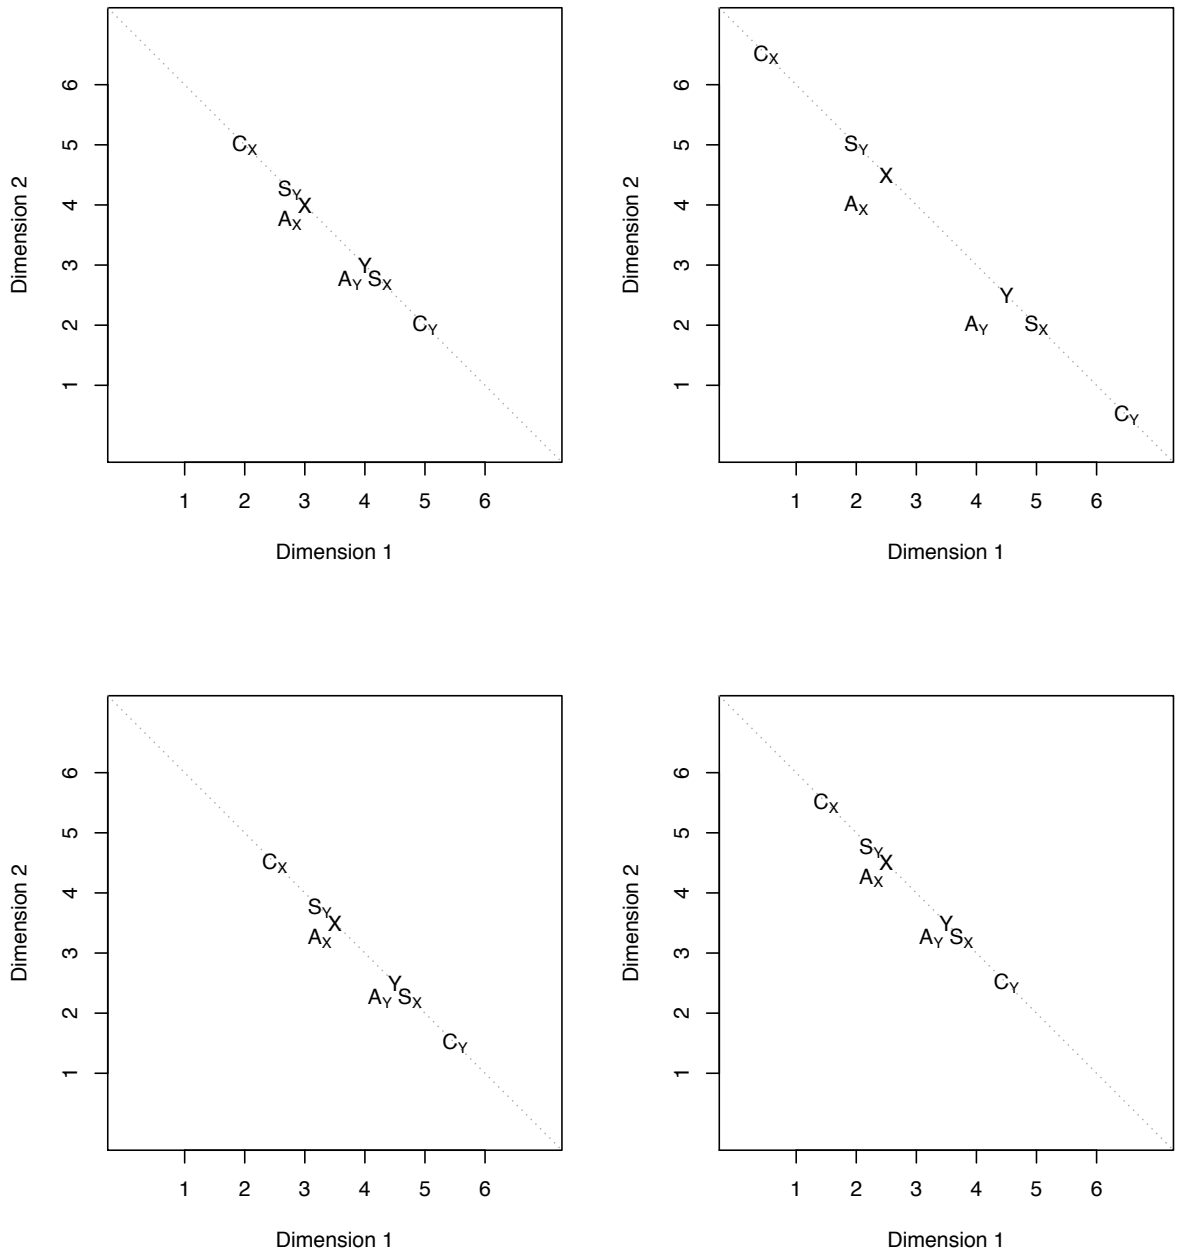 6
5
4
3
2
1
Dimension 2
C_X
S_Y
X
A_X
Y
A_Y
S_X
C_Y
1 2 3 4 5 6
Dimension 1
6
5
4
3
2
1
Dimension 2
C_X
S_Y
X
A_X
Y
A_Y
S_X
C_Y
1 2 3 4 5 6
Dimension 1
6
5
4
3
2
1
Dimension 2
C_X
S_Y
X
A_X
Y
A_Y
S_X
C_Y
1 2 3 4 5 6
Dimension 1
6
5
4
3
2
1
Dimension 2
C_X
S_Y
X
A_X
Y
A_Y
S_X
C_Y
1 2 3 4 5 6
Dimension 1